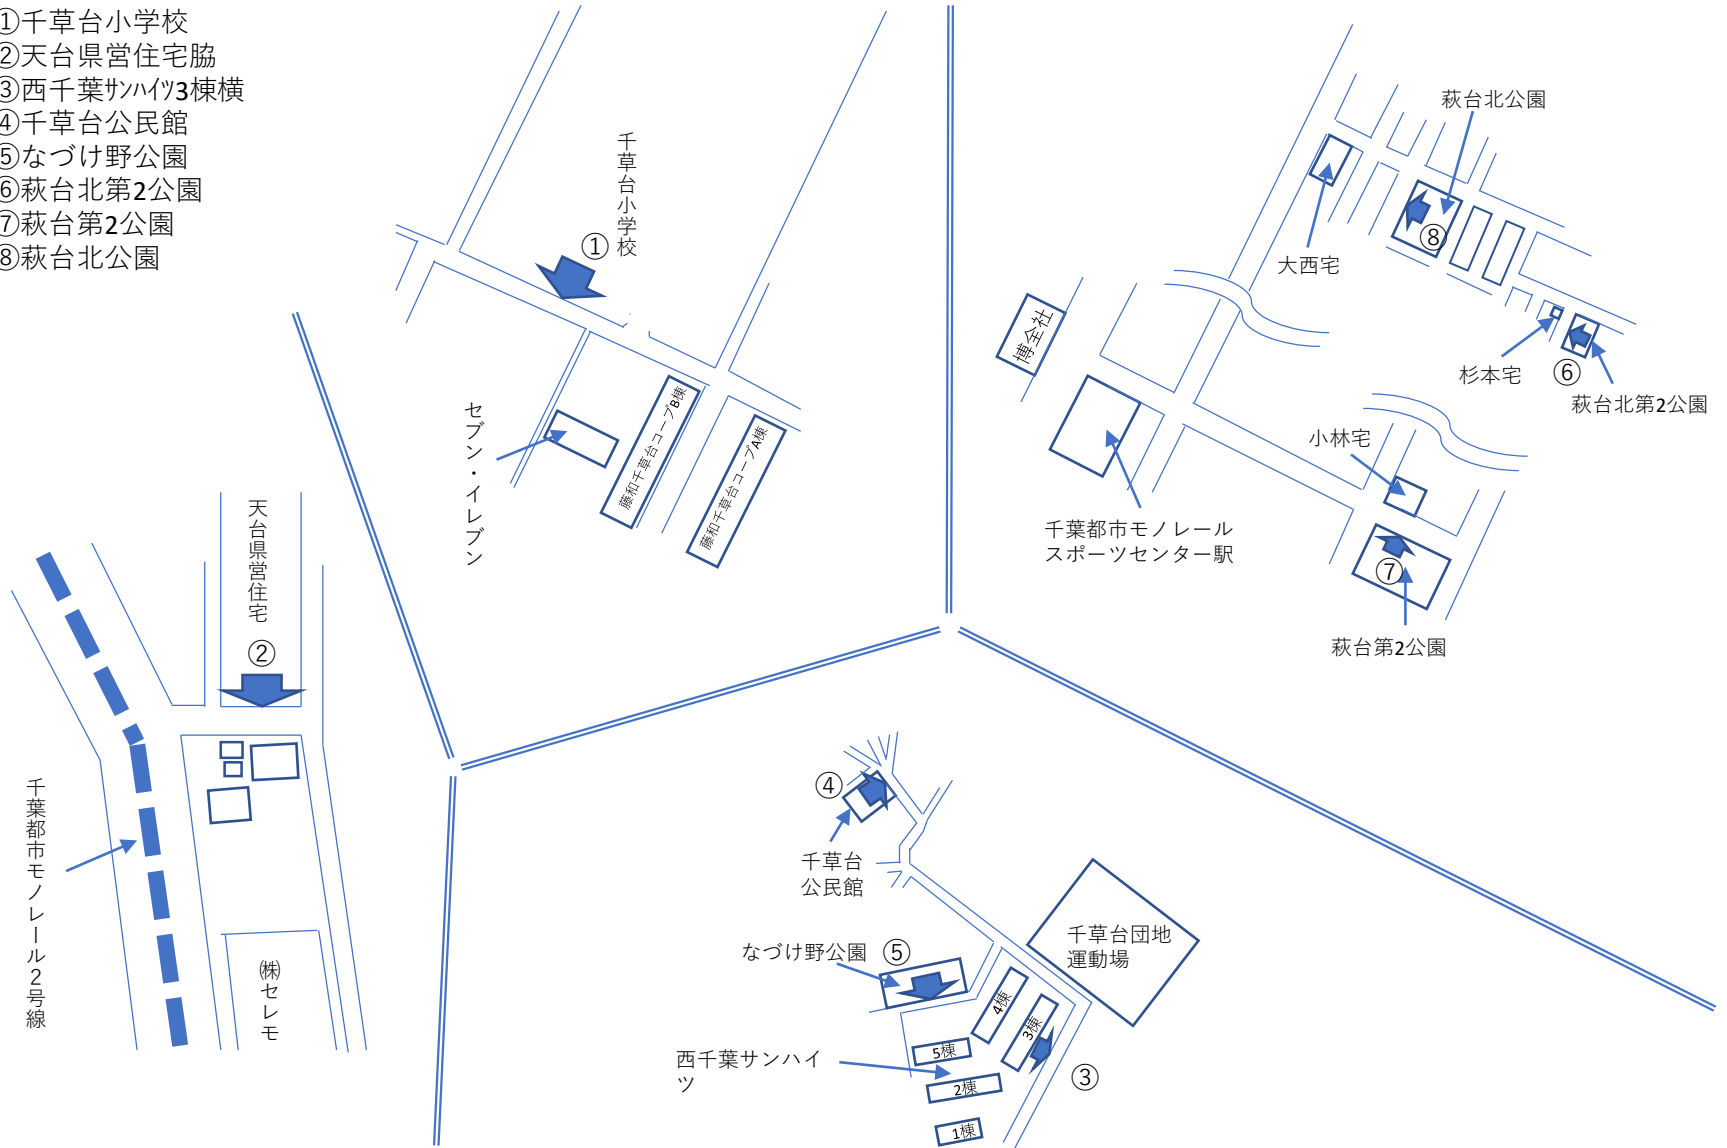 ①千草台小学校
②天台県営住宅脇
③西千葉サンハイツ3棟横
④千草台公民館
⑤なづけ野公園
⑥萩台北第2公園
⑦萩台第2公園
⑧萩台北公園
千草台小学校
①
セブン・イレブン
藤和千草台コープB棟
藤和千草台コープA棟
萩台北公園
⑧
大西宅
博全社
杉本宅
⑥
萩台北第2公園
小林宅
千葉都市モノレール
スポーツセンター駅
⑦
萩台第2公園
天台県営住宅
②
千葉都市モノレール2号線
㈱セレモ
④
千草台
公民館
千草台団地
運動場
なづけ野公園
⑤
4棟
3棟
5棟
西千葉サンハイ
ツ
③
2棟
1棟